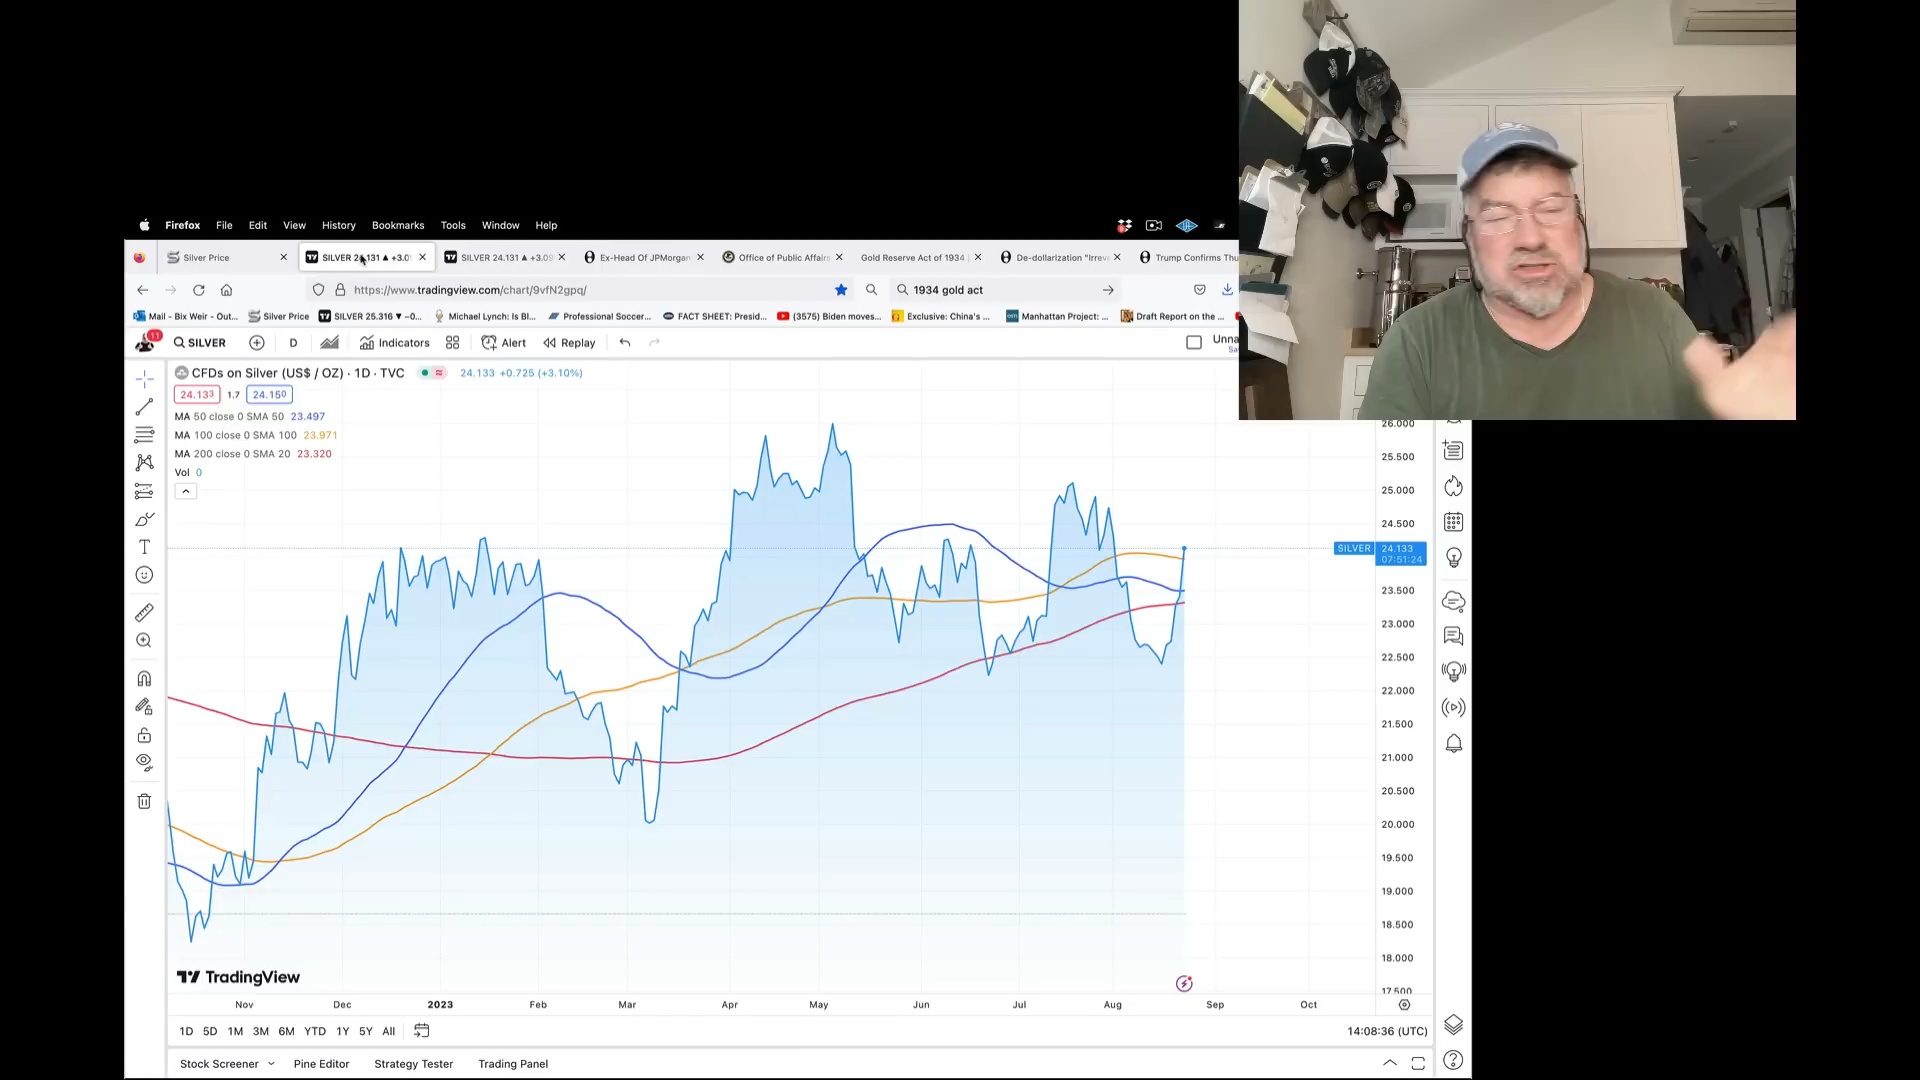 Firefox File Edit View History Bookmarks Tools Window Help
Silver Price
SILVER 24.131 ▲ +3.0
SILVER 24.131 ▲ +3.09
Ex-Head Of JPMorgan
Office of Public Affairs
Gold Reserve Act of 1934
De-dollarization "Irrev
Trump Confirms Thu
https://www.tradingview.com/chart/9vfN2gpq/
1934 gold act
Mail - Bix Weir - Out...
Silver Price
SILVER 25.316 ▼ −0...
Michael Lynch: Is Bl...
Professional Soccer...
FACT SHEET: Presid...
(3575) Biden moves...
Exclusive: China's ...
Manhattan Project: ...
Draft Report on the ...
11
SILVER
D
Indicators
Alert
Replay
Unna
CFDs on Silver (US$ / OZ) · 1D · TVC
24.133 +0.725 (+3.10%)
24.133 1.7 24.150
MA 50 close 0 SMA 50 23.497
MA 100 close 0 SMA 100 23.971
MA 200 close 0 SMA 20 23.320
Vol 0
26.000
25.500
25.000
24.500
SILVER 24.133
07:51:24
23.500
23.000
22.500
22.000
21.500
21.000
20.500
20.000
19.500
19.000
18.500
18.000
17.500
TradingView
Nov Dec 2023 Feb Mar Apr May Jun Jul Aug Sep Oct
1D 5D 1M 3M 6M YTD 1Y 5Y All
14:08:36 (UTC)
Stock Screener Pine Editor Strategy Tester Trading Panel